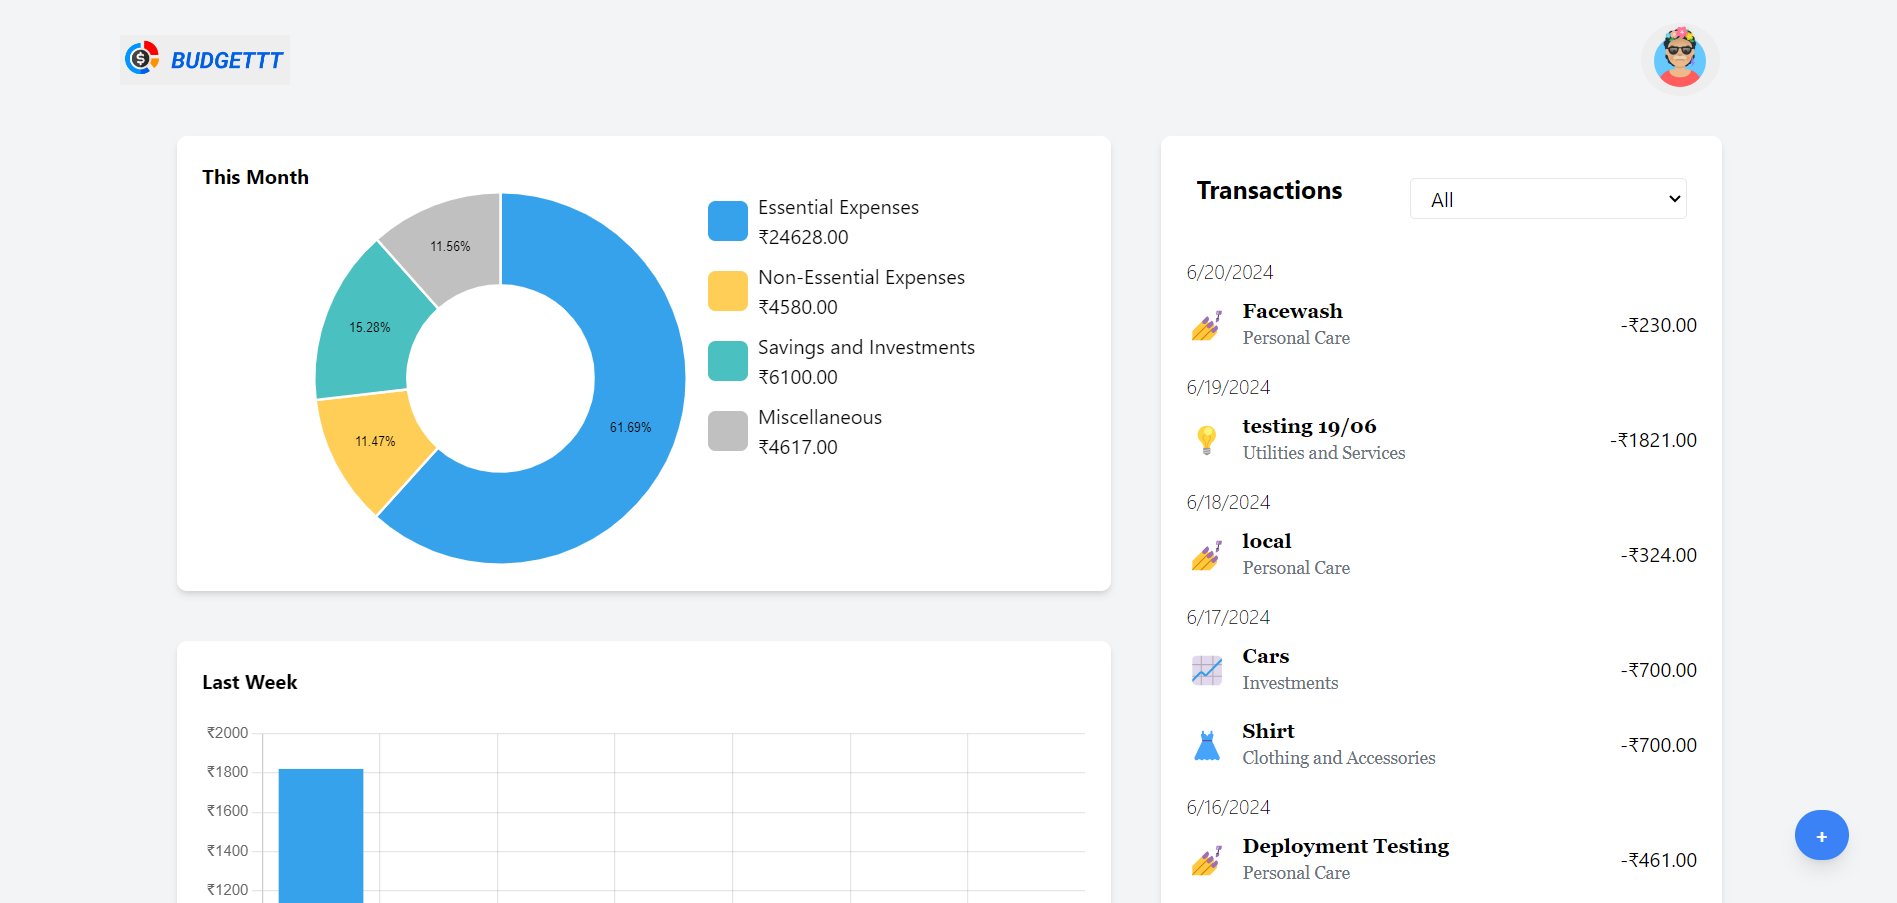 BUDGETTT
This Month
11.56%
15.28%
11.47%
61.69%
Essential Expenses
₹24628.00
Non-Essential Expenses
₹4580.00
Savings and Investments
₹6100.00
Miscellaneous
₹4617.00
Last Week
₹2000
₹1800
₹1600
₹1400
₹1200
Transactions
All
6/20/2024
Facewash
Personal Care
-₹230.00
6/19/2024
testing 19/06
Utilities and Services
-₹1821.00
6/18/2024
local
Personal Care
-₹324.00
6/17/2024
Cars
Investments
-₹700.00
Shirt
Clothing and Accessories
-₹700.00
6/16/2024
Deployment Testing
Personal Care
-₹461.00
+